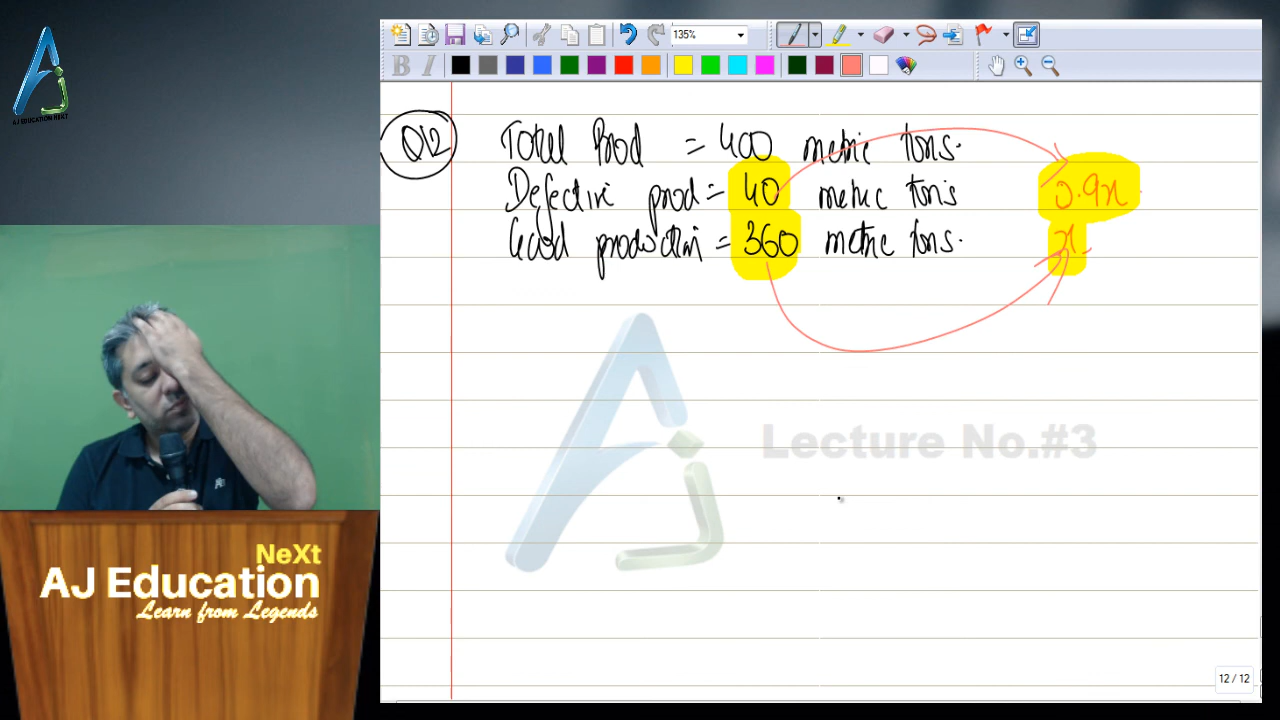 AJ EDUCATION NEXT
135%
B I
Q12
Total Prod = 400 metric tons.
Defective prod = 40 metric tons
0.9x
Good production = 360 metric tons.
x
Lecture No.#3
NeXt
AJ Education
Learn from Legends
12 / 12